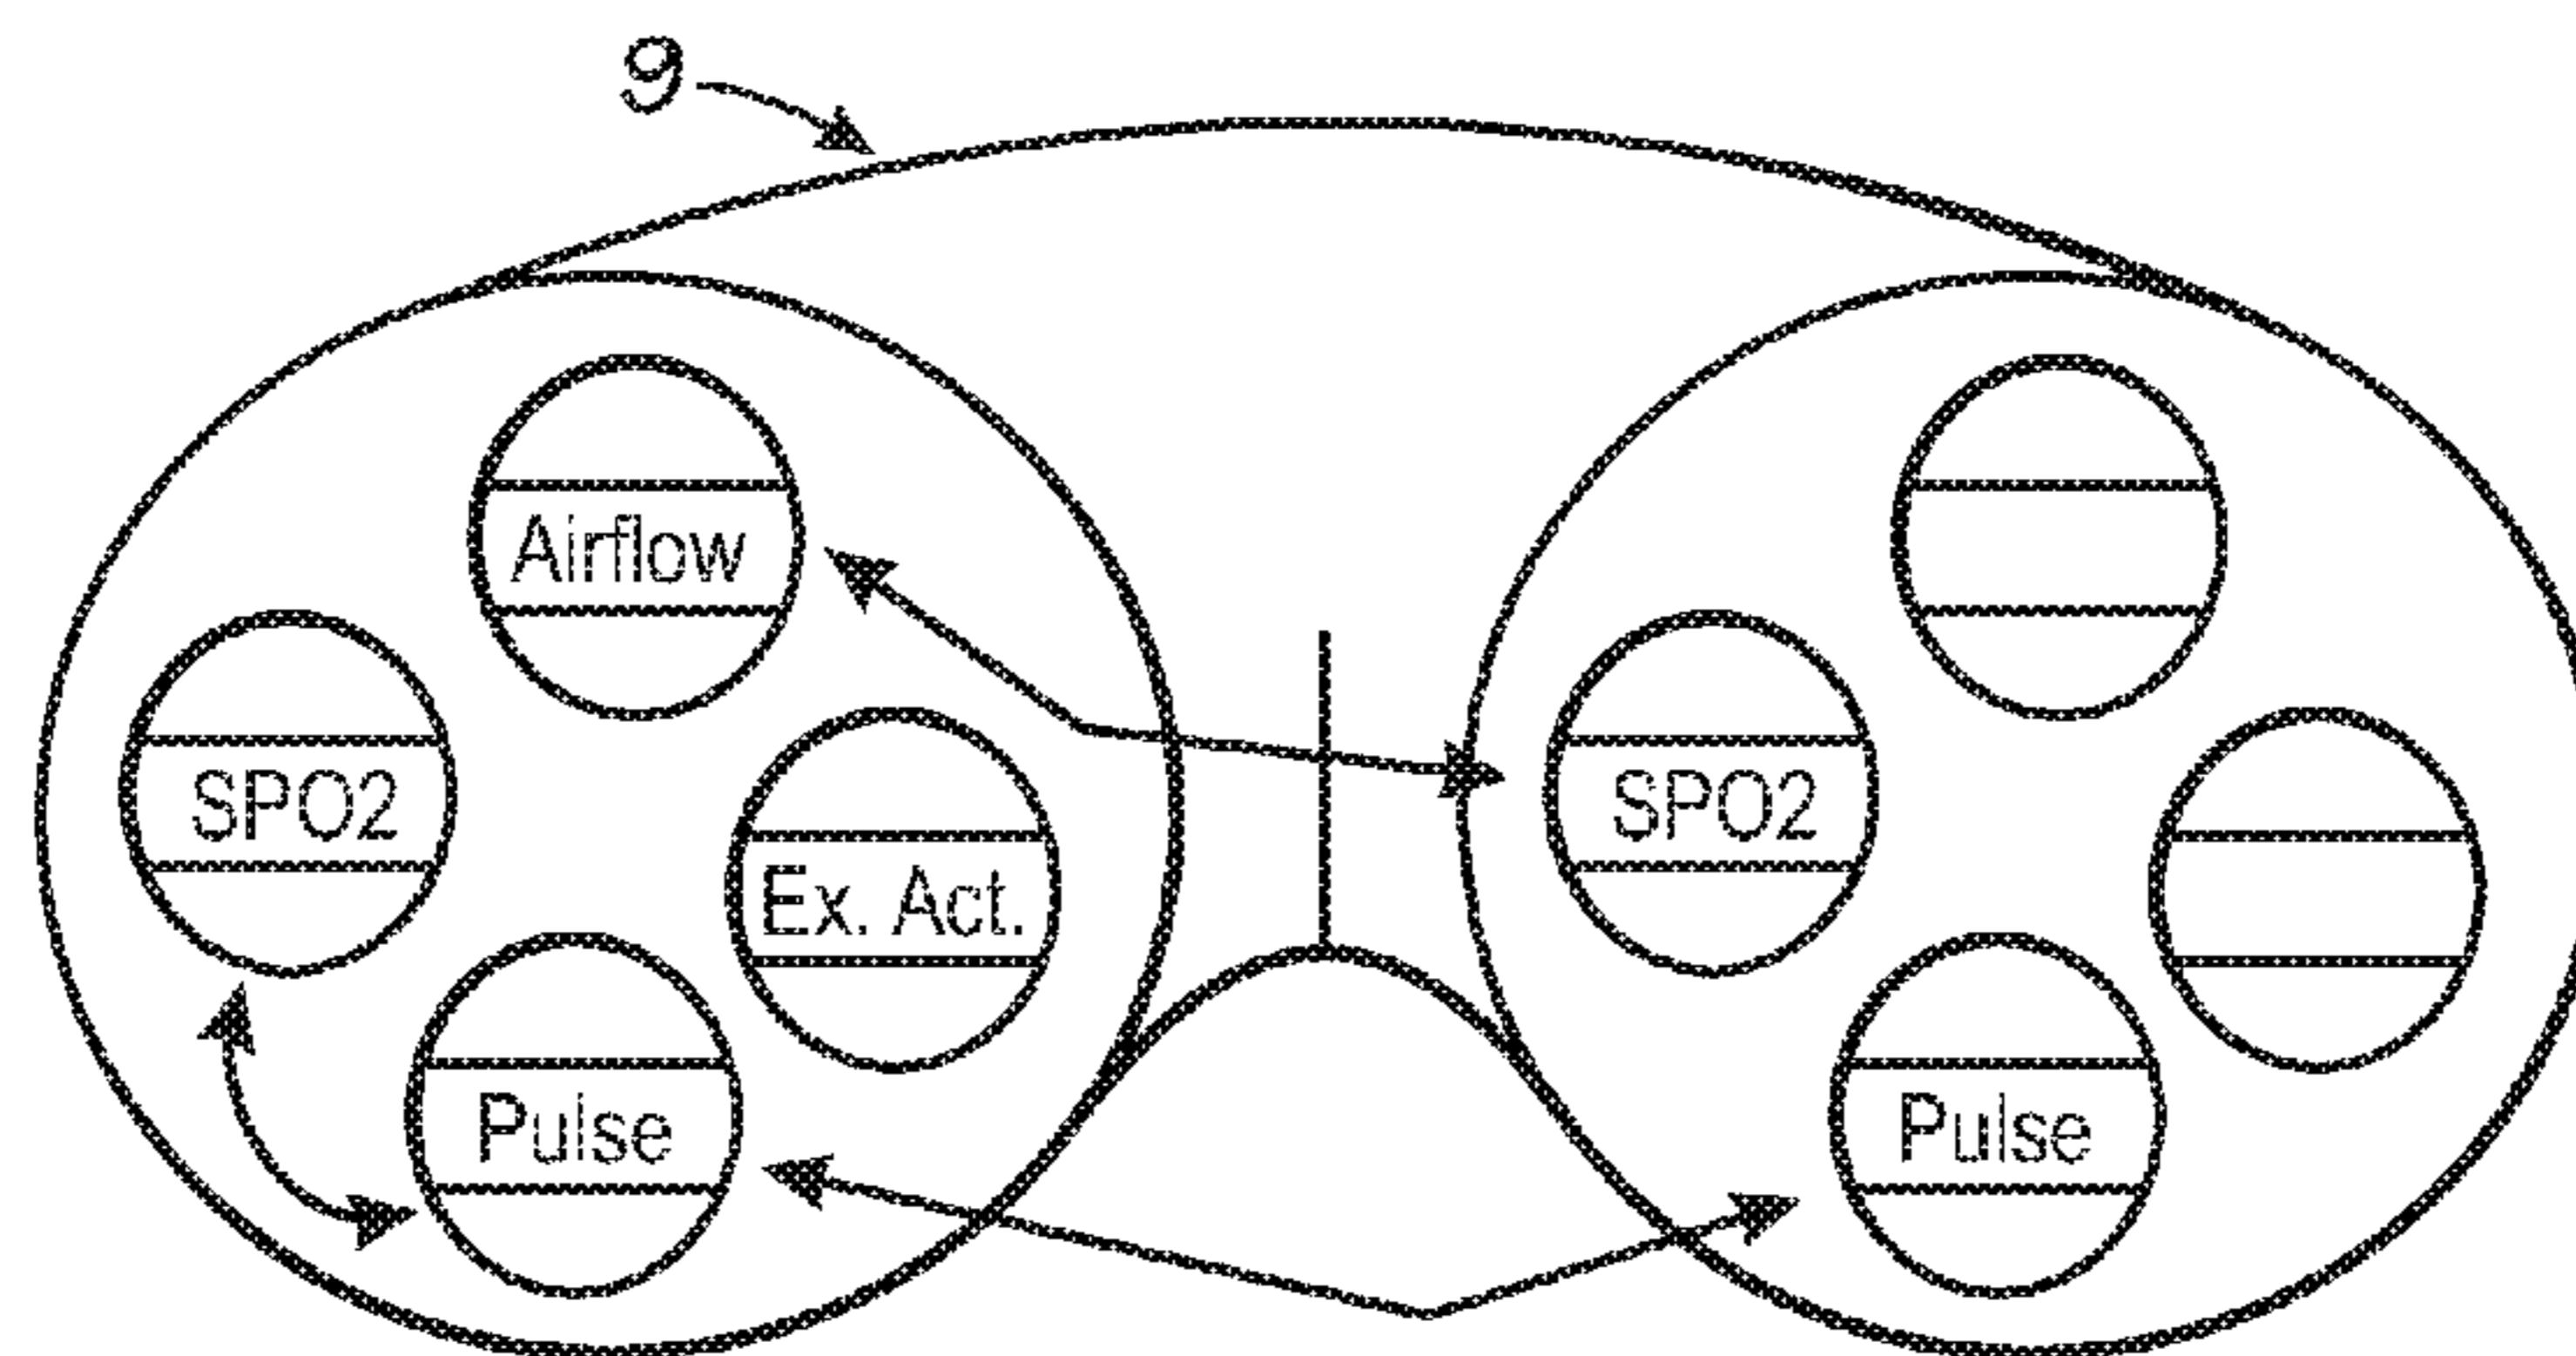 9
Airflow
SPO2
SPO2
Ex. Act.
Pulse
Pulse